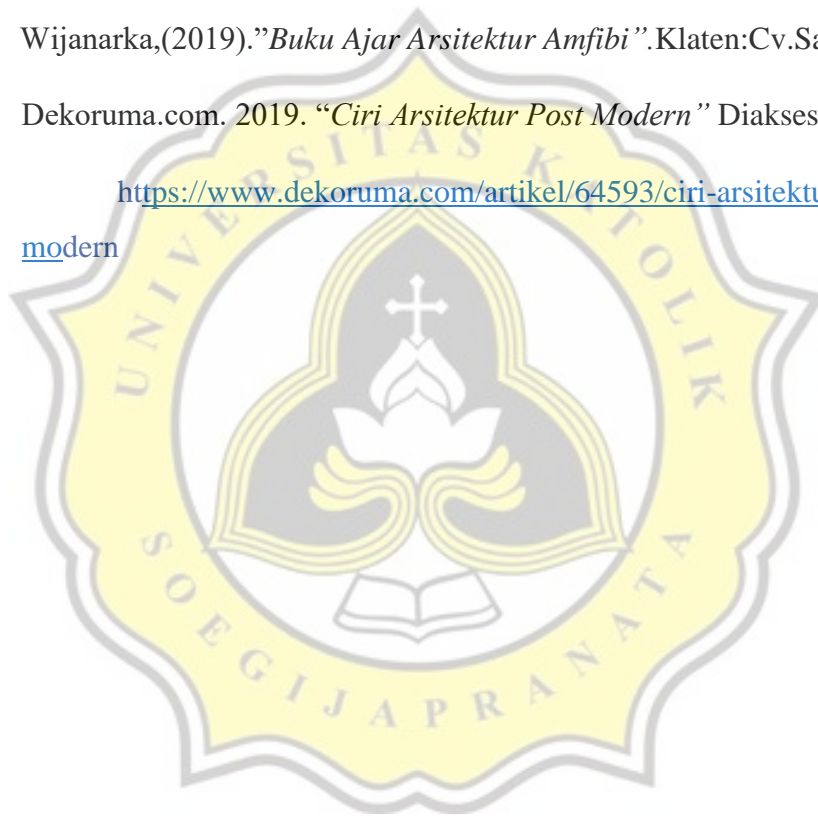 Wijanarka,(2019).”Buku Ajar Arsitektur Amfibi”.Klaten:Cv.Sa
Dekoruma.com. 2019. “Ciri Arsitektur Post Modern” Diakses
https://www.dekoruma.com/artikel/64593/ciri-arsitektu
modern
UNIVERSITAS KATOLIK
SOEGIJAPRANATA